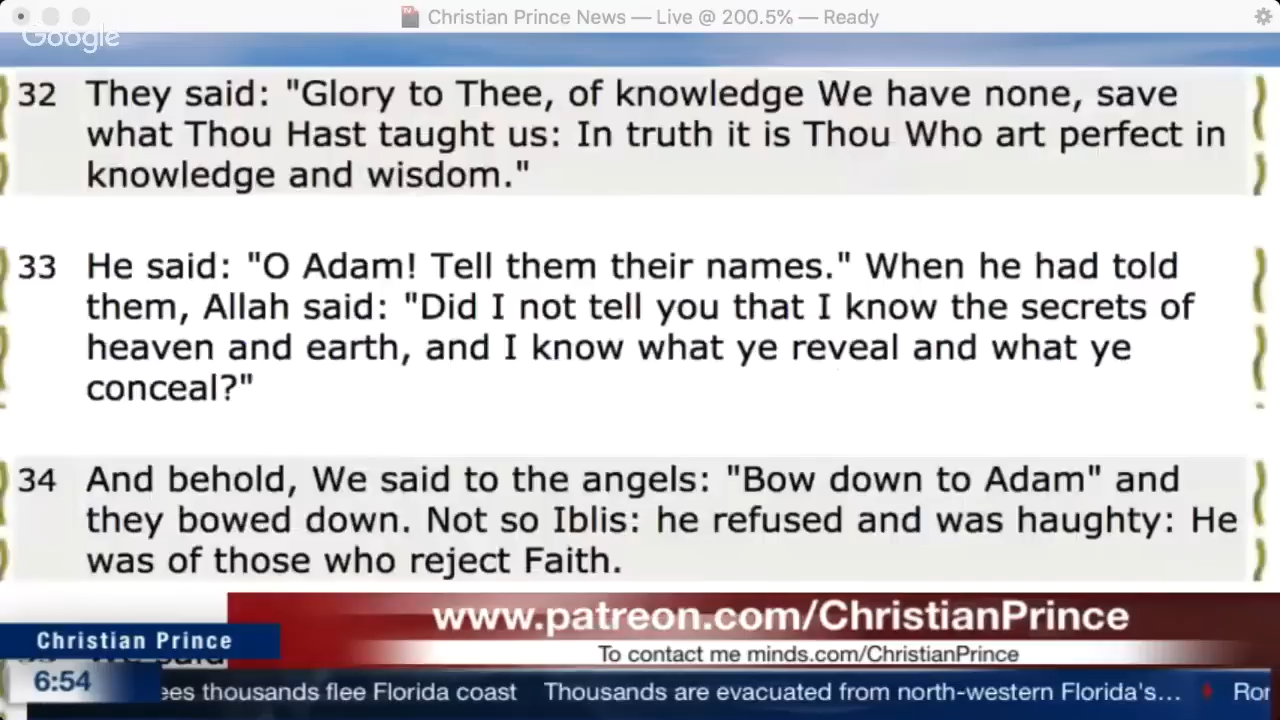 Christian Prince News — Live @ 200.5% — Ready
Google
32 They said: "Glory to Thee, of knowledge We have none, save
what Thou Hast taught us: In truth it is Thou Who art perfect in
knowledge and wisdom."
33 He said: "O Adam! Tell them their names." When he had told
them, Allah said: "Did I not tell you that I know the secrets of
heaven and earth, and I know what ye reveal and what ye
conceal?"
34 And behold, We said to the angels: "Bow down to Adam" and
they bowed down. Not so Iblis: he refused and was haughty: He
was of those who reject Faith.
www.patreon.com/ChristianPrince
Christian Prince
To contact me minds.com/ChristianPrince
said
6:54
ees thousands flee Florida coast Thousands are evacuated from north-western Florida's... Ror